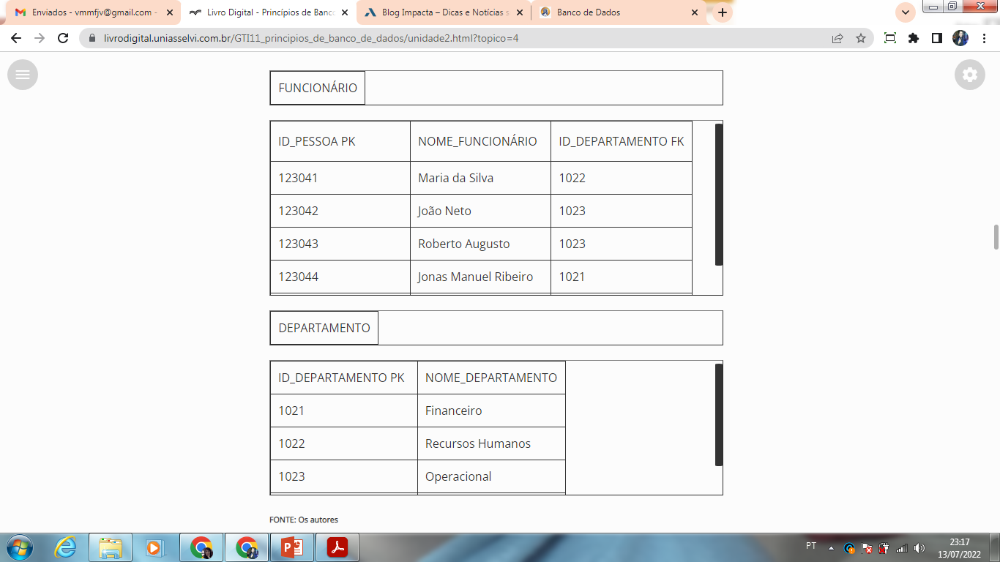 Enviados - vmmfjv@gmail.com -
Livro Digital - Princípios de Banco
Blog Impacta – Dicas e Notícias s
Banco de Dados
livrodigital.uniasselvi.com.br/GTI11_principios_de_banco_de_dados/unidade2.html?topico=4
FUNCIONÁRIO
ID_PESSOA PK NOME_FUNCIONÁRIO ID_DEPARTAMENTO FK
123041 Maria da Silva 1022
123042 João Neto 1023
123043 Roberto Augusto 1023
123044 Jonas Manuel Ribeiro 1021
DEPARTAMENTO
ID_DEPARTAMENTO PK NOME_DEPARTAMENTO
1021 Financeiro
1022 Recursos Humanos
1023 Operacional
FONTE: Os autores
PT
23:17
13/07/2022